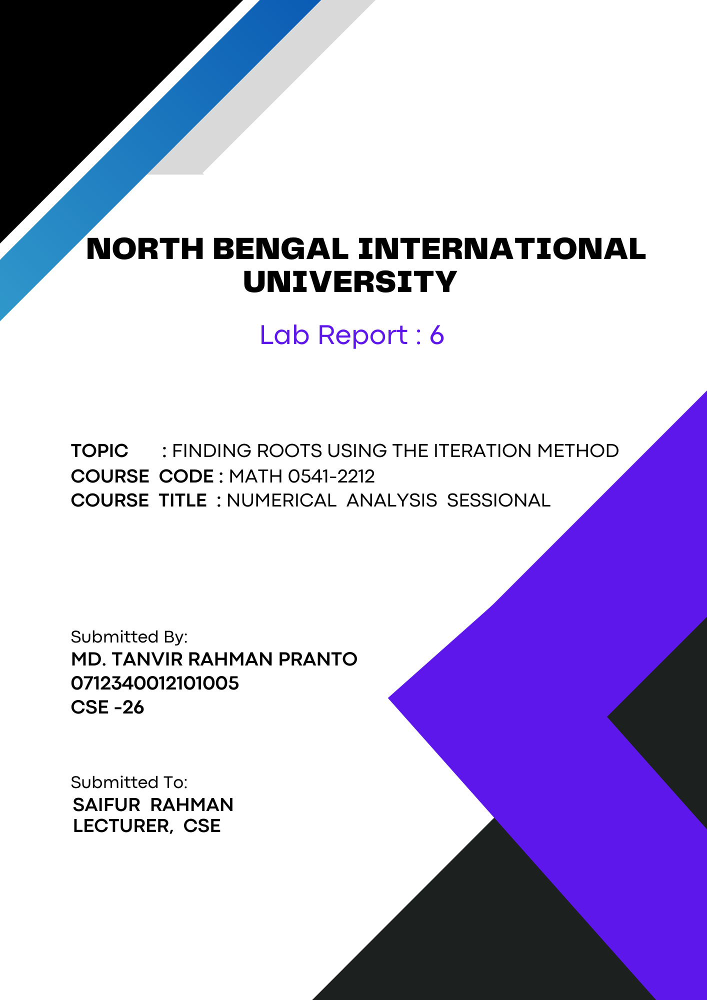 NORTH BENGAL INTERNATIONAL
UNIVERSITY
Lab Report : 6
TOPIC : FINDING ROOTS USING THE ITERATION METHOD
COURSE CODE : MATH 0541-2212
COURSE TITLE : NUMERICAL ANALYSIS SESSIONAL
Submitted By:
MD. TANVIR RAHMAN PRANTO
0712340012101005
CSE -26
Submitted To:
SAIFUR RAHMAN
LECTURER, CSE